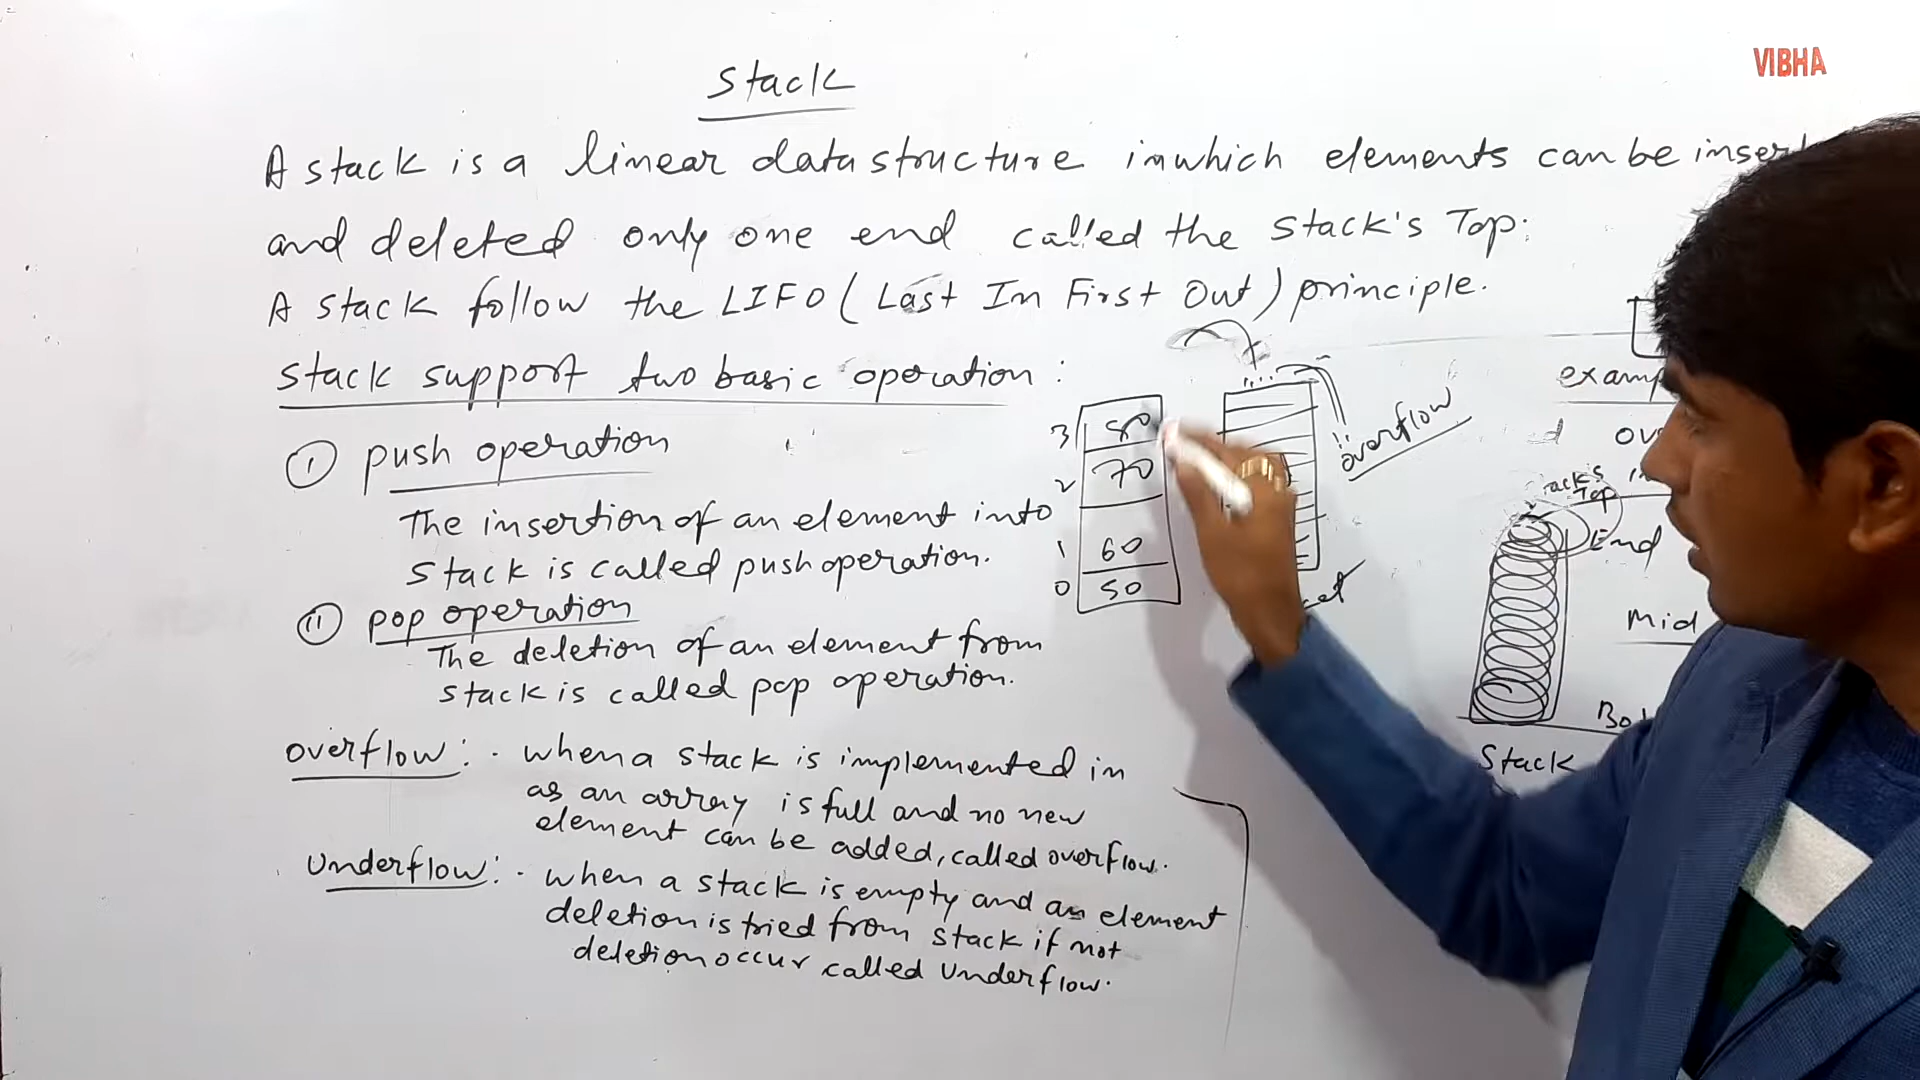 VIBHA
Stack
A stack is a linear data structure in which elements can be insert
and deleted only one end called the stack's Top.
A stack follow the LIFO (Last In First Out) principle.
stack support two basic operation :
(I) push operation
The insertion of an element into
stack is called push operation.
(II) pop operation
The deletion of an element from
stack is called pop operation.
overflow : - when a stack is implemented in
as an array is full and no new
element can be added, called overflow.
Underflow : - when a stack is empty and an element
deletion is tried from stack if not
deletion occur called Underflow.
3 80
2 70
1 60
0 50
overflow
examp
ack's
Top
End
Mid
Stack